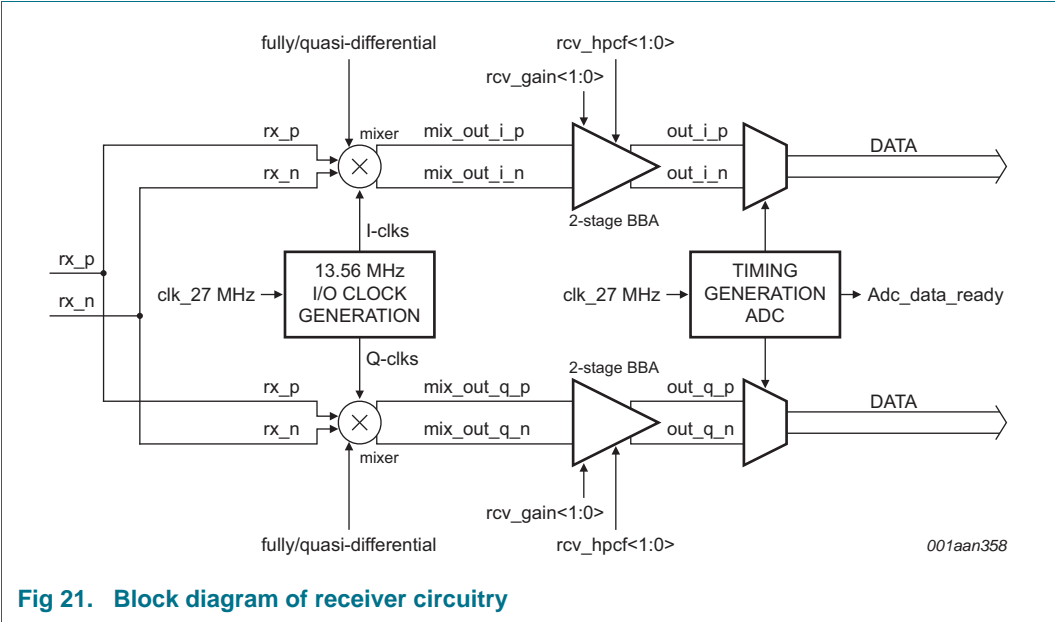 fully/quasi-differential
rcv_hpcf<1:0>
rcv_gain<1:0>
rx_p
mixer
mix_out_i_p
out_i_p
DATA
rx_n
mix_out_i_n
out_i_n
2-stage BBA
I-clks
rx_p
rx_n
clk_27 MHz
13.56 MHz
I/O CLOCK
GENERATION
clk_27 MHz
TIMING
GENERATION
ADC
Adc_data_ready
Q-clks
2-stage BBA
rx_p
mix_out_q_p
out_q_p
DATA
rx_n
mix_out_q_n
out_q_n
mixer
rcv_gain<1:0>
fully/quasi-differential
rcv_hpcf<1:0>
001aan358
Fig 21. Block diagram of receiver circuitry